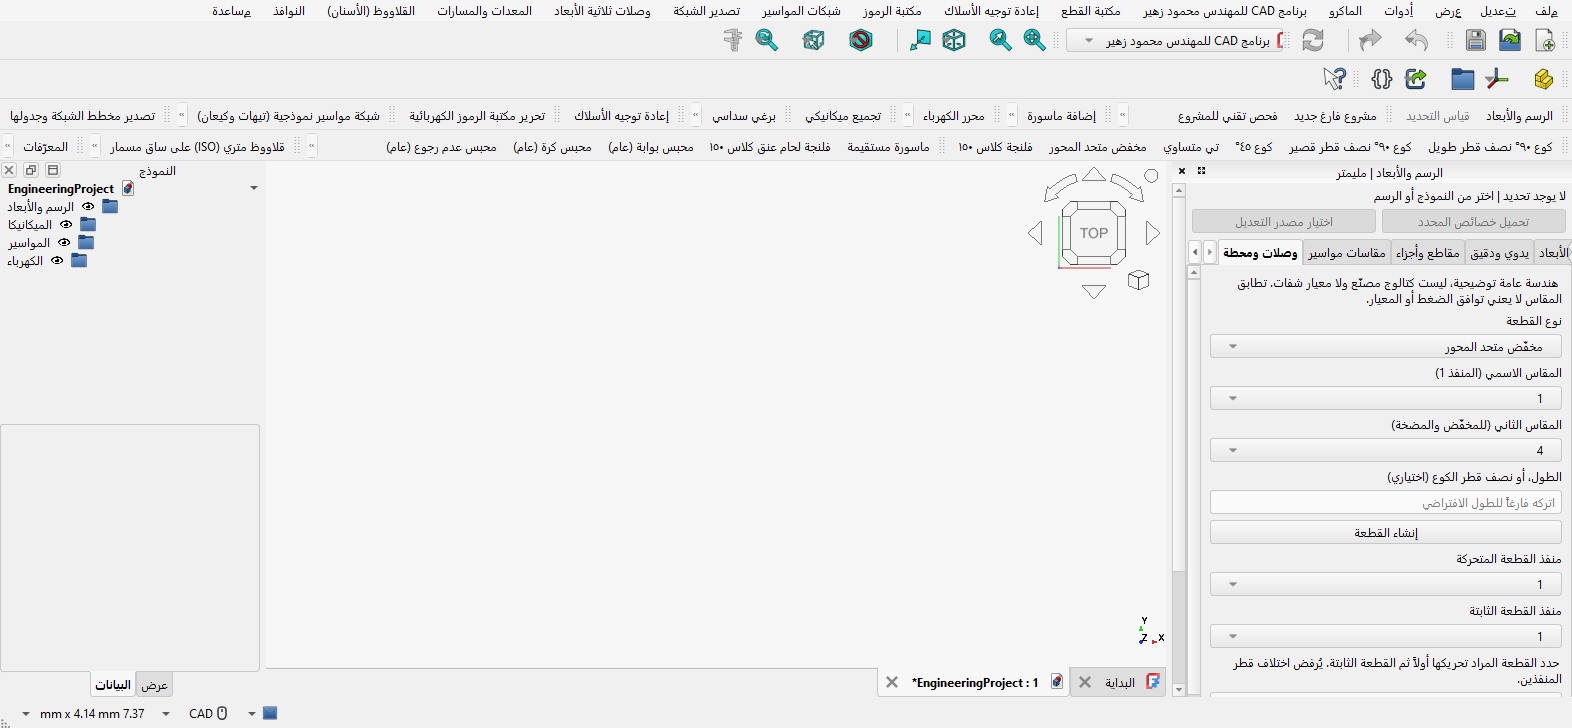 ملف تعديل عرض أدوات الماكرو برنامج CAD للمهندس محمود زهير مكتبة القطع إعادة توجيه الأسلاك مكتبة الرموز شبكات المواسير تصدير الشبكة وصلات ثلاثية الأبعاد المعدات والمسارات القلاووظ (الأسنان) النوافذ مساعدة
برنامج CAD للمهندس محمود زهير
الرسم والأبعاد قياس التحديد مشروع فارغ جديد فحص تقني للمشروع » إضافة ماسورة » محرر الكهرباء » تجميع ميكانيكي برغي سداسي » إعادة توجيه الأسلاك تحرير مكتبة الرموز الكهربائية شبكة مواسير نموذجية (تيهات وكيعان) » تصدير مخطط الشبكة وجدولها
كوع ٩٠° نصف قطر طويل كوع ٩٠° نصف قطر قصير كوع ٤٥° تي متساوي مخفض متحد المحور فلنجة كلاس ١٥٠ ماسورة مستقيمة فلنجة لحام عنق كلاس ١٥٠ محبس بوابة (عام) محبس كرة (عام) محبس عدم رجوع (عام) » قلاووظ متري (ISO) على ساق مسمار » المعرّفات »
الرسم والأبعاد | مليمتر
لا يوجد تحديد | اختر من النموذج أو الرسم
تحميل خصائص المحدد اختيار مصدر التعديل
الأبعاد يدوي ودقيق مقاطع وأجزاء مقاسات مواسير وصلات ومحطة
هندسة عامة توضيحية، ليست كتالوج مصنّع ولا معيار شفات. تطابق
المقاس لا يعني توافق الضغط أو المعيار.
نوع القطعة
مخفّض متحد المحور
المقاس الاسمي (المنفذ 1)
1
المقاس الثاني (للمخفّض والمضخة)
4
الطول، أو نصف قطر الكوع (اختياري)
اتركه فارغاً للطول الافتراضي
إنشاء القطعة
منفذ القطعة المتحركة
1
منفذ القطعة الثابتة
1
حدد القطعة المراد تحريكها أولاً ثم القطعة الثابتة. يُرفض اختلاف قطر
المنفذين.
TOP
Y
Z X
البداية
EngineeringProject : 1*
النموذج
EngineeringProject
الرسم والأبعاد
الميكانيكا
المواسير
الكهرباء
عرض البيانات
CAD
mm x 4.14 mm 7.37